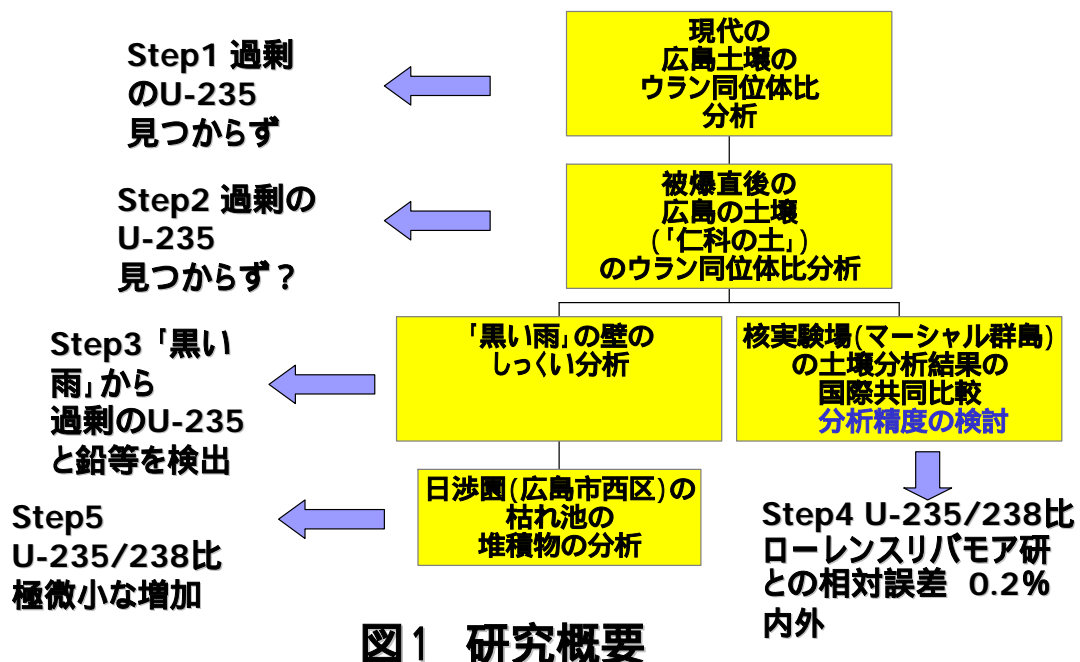 Step1 過剰
のU-235
見つからず
現代の
広島土壌の
ウラン同位体比
分析
Step2 過剰の
U-235
見つからず？
被爆直後の
広島の土壌
(「仁科の土」)
のウラン同位体比分析
Step3 「黒い
雨」から
過剰のU-235
と鉛等を検出
「黒い雨」の壁の
しっくい分析
核実験場(マーシャル群島)
の土壌分析結果の
国際共同比較
分析精度の検討
Step5
U-235/238比
極微小な増加
日渉園(広島市西区)の
枯れ池の
堆積物の分析
Step4 U-235/238比
ローレンスリバモア研
との相対誤差 0.2%
内外
図1 研究概要